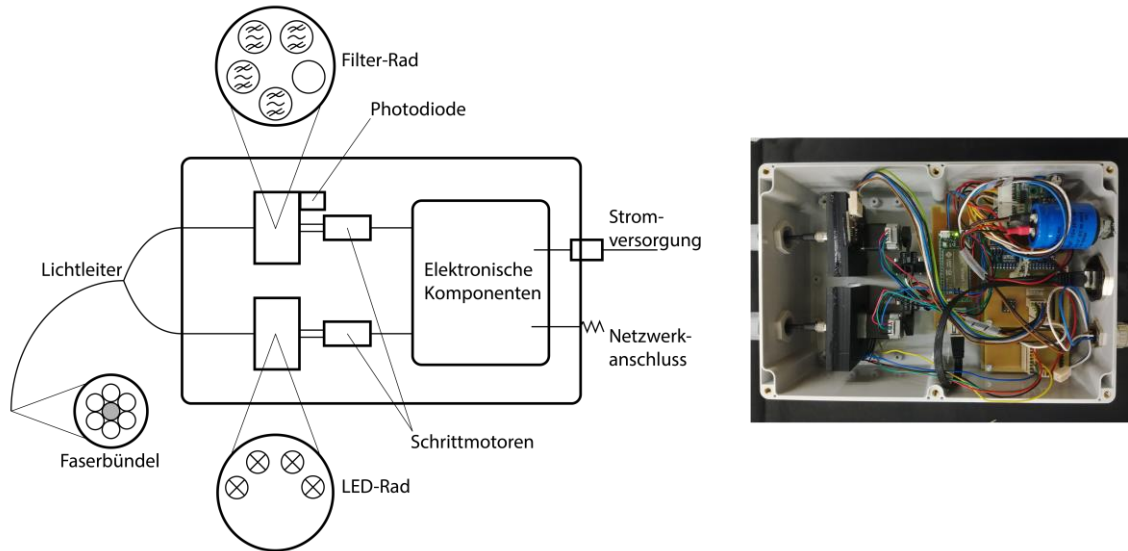 Filter-Rad
Photodiode
Lichtleiter
Elektronische
Komponenten
Strom-
versorgung
Netzwerk-
anschluss
Faserbündel
Schrittmotoren
LED-Rad